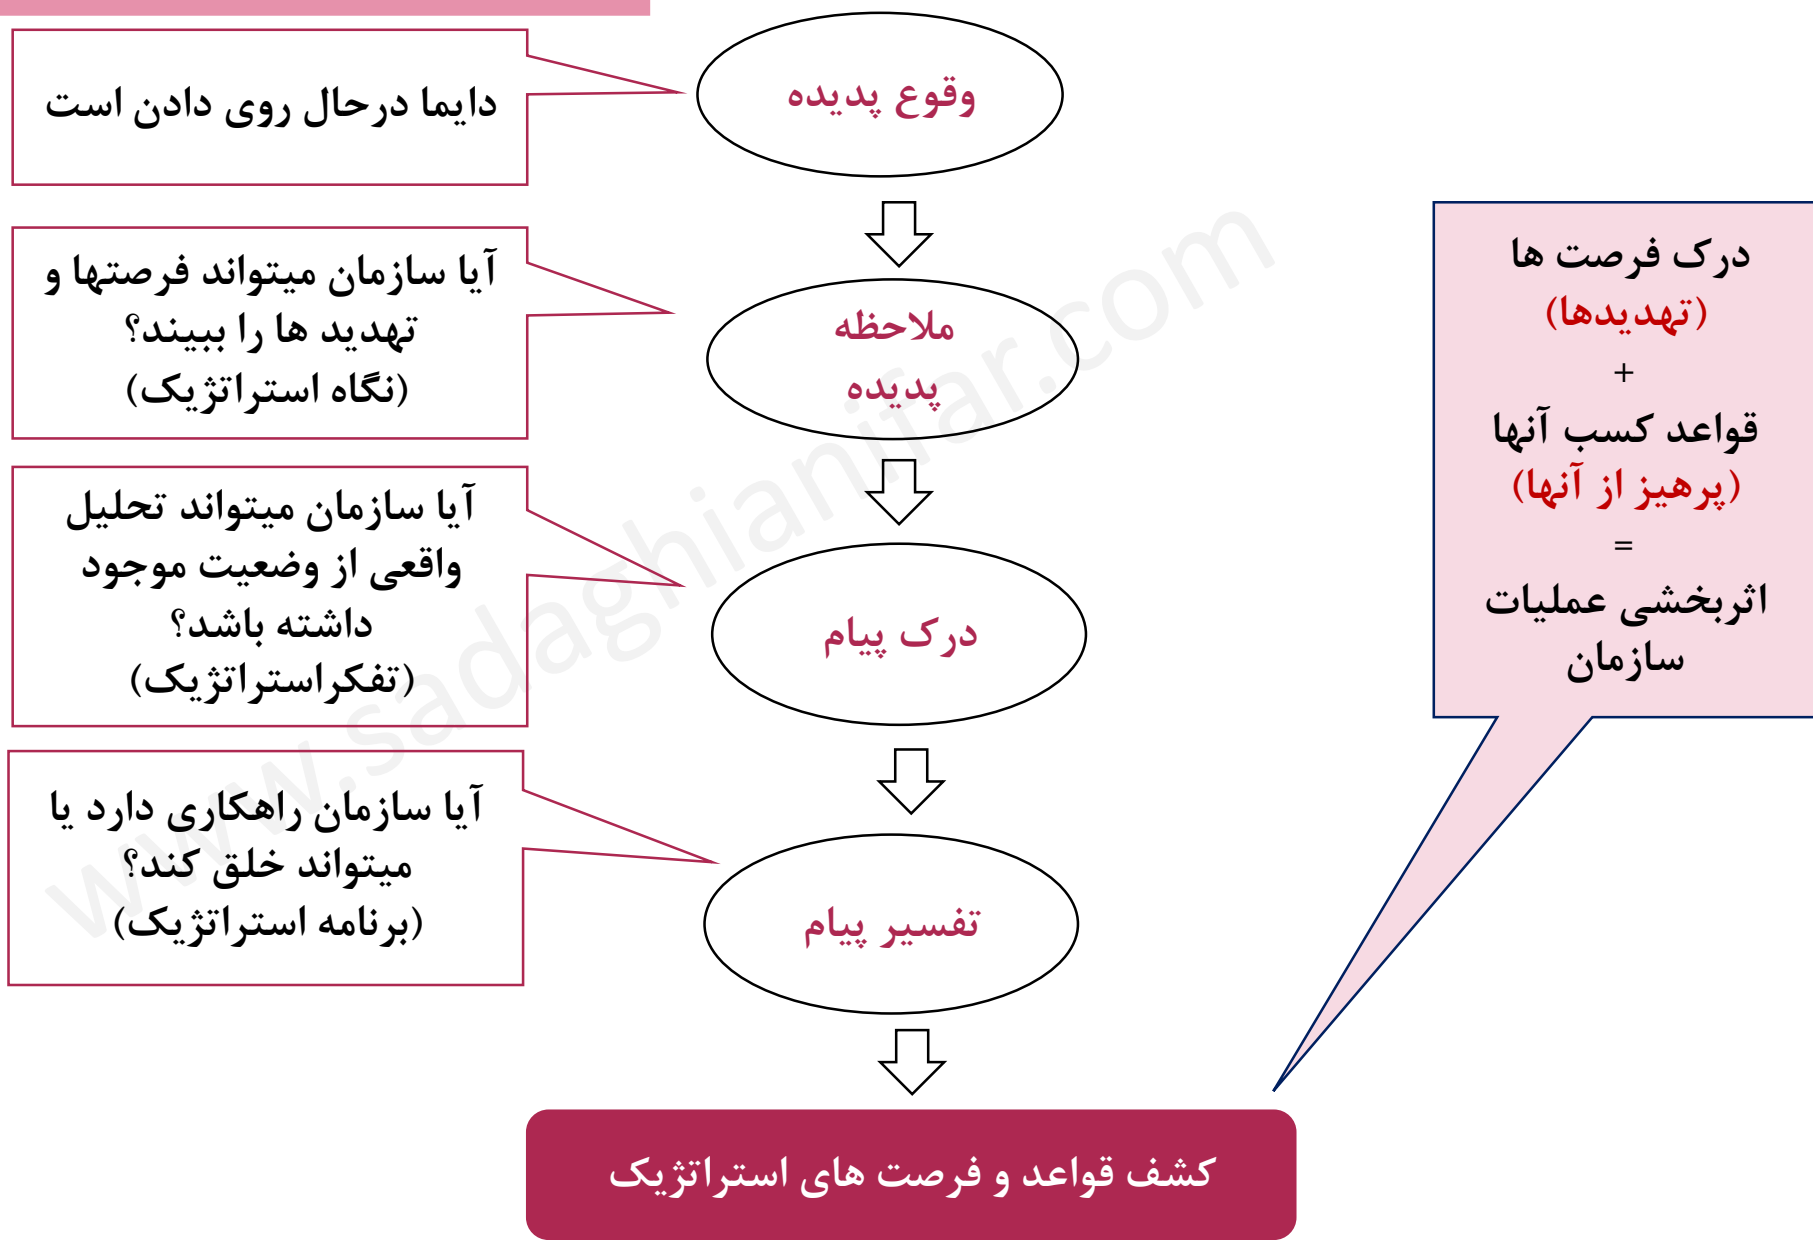 وقوع پدیده
دایما درحال روی دادن است
ملاحظه
پدیده
آیا سازمان میتواند فرصتها و
تهدید ها را ببیند؟
(نگاه استراتژیک)
درک پیام
آیا سازمان میتواند تحلیل
واقعی از وضعیت موجود
داشته باشد؟
(تفکراستراتژیک)
تفسیر پیام
آیا سازمان راهکاری دارد یا
میتواند خلق کند؟
(برنامه استراتژیک)
کشف قواعد و فرصت های استراتژیک
درک فرصت ها
(تهدیدها)
+
قواعد کسب آنها
(پرهیز از آنها)
=
اثربخشی عملیات
سازمان
www.sadaghianifar.com